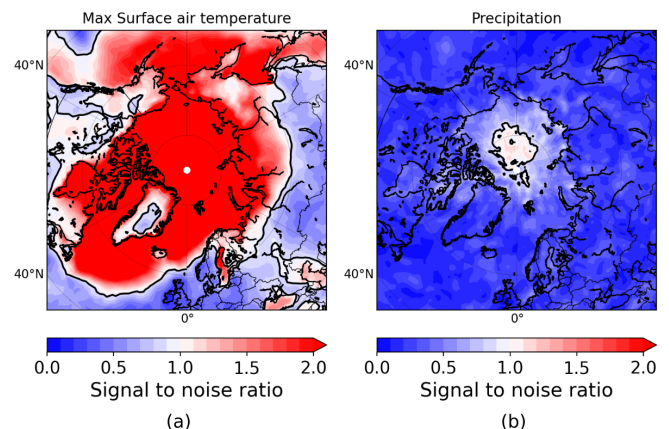 Max Surface air temperature
Precipitation
40°N
40°N
40°N
40°N
0°
0°
0.0 0.5 1.0 1.5 2.0
0.0 0.5 1.0 1.5 2.0
Signal to noise ratio
Signal to noise ratio
(a)
(b)